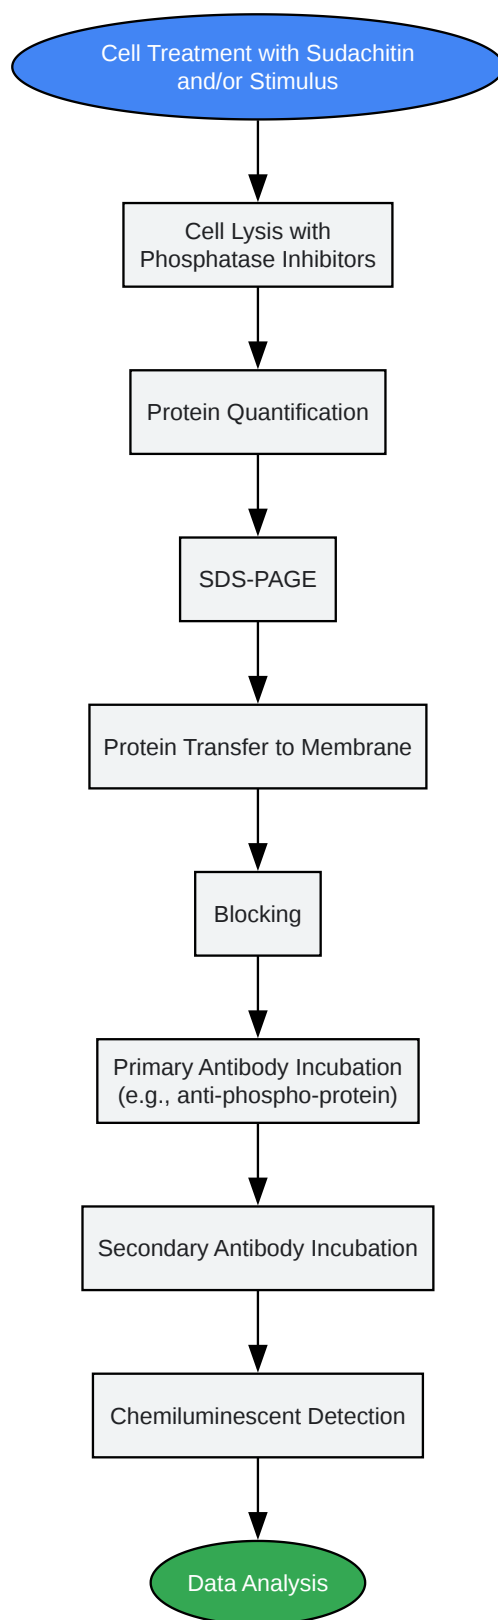 Cell Treatment with Sudachitin
and/or Stimulus
Cell Lysis with
Phosphatase Inhibitors
Protein Quantification
SDS-PAGE
Protein Transfer to Membrane
Blocking
Primary Antibody Incubation
(e.g., anti-phospho-protein)
Secondary Antibody Incubation
Chemiluminescent Detection
Data Analysis